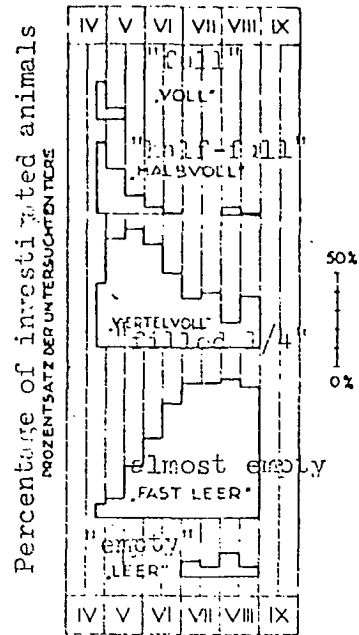 IV V VI VII VIII IX
"full"
„VOLL"
"half-full"
„HALBVOLL"
„VIERTELVOLL"
"filled 1/4"
almost empty
„FAST LEER"
"empty"
„LEER"
IV V VI VII VIII IX
Percentage of investigated animals
PROZENTSATZ DER UNTERSUCHTEN TIERE
50%
0%